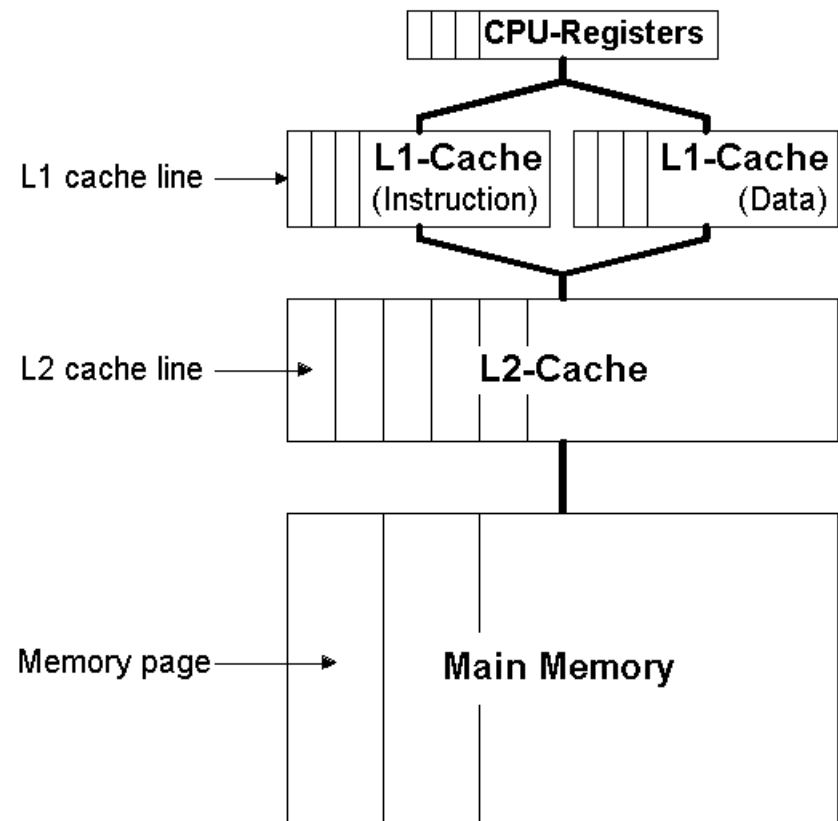 CPU-Registers
L1 cache line
L1-Cache
(Instruction)
L1-Cache
(Data)
L2 cache line
L2-Cache
Memory page
Main Memory